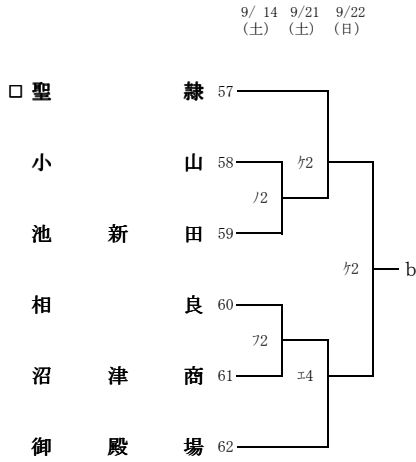 9/ 14 9/21 9/22
(土) (土) (日)
□ 聖 隷 57
小 山 58
ｹ2
ﾉ2
池 新 田 59
ｹ2
b
相 良 60
ﾌ2
沼 津 商 61
ｴ4
御 殿 場 62